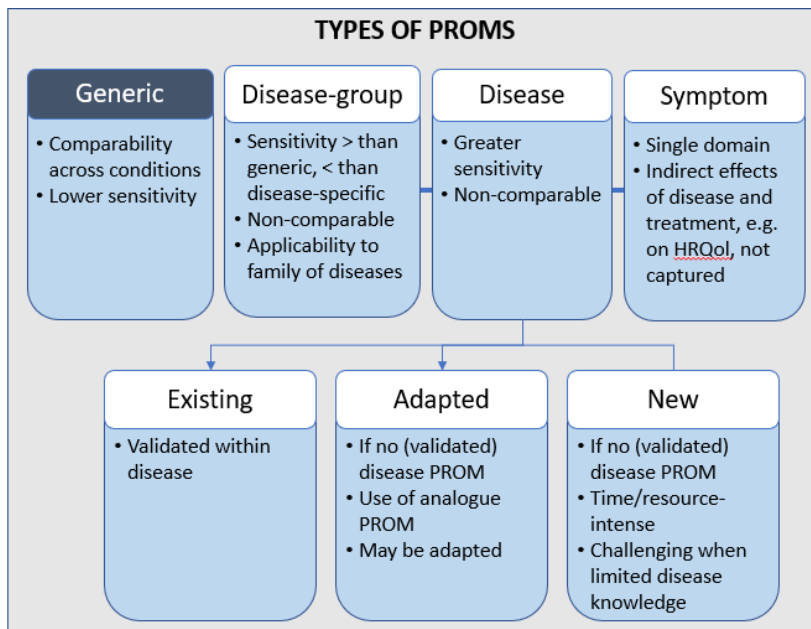 TYPES OF PROMS
Generic
• Comparability
across conditions
• Lower sensitivity
Disease-group
• Sensitivity > than
generic, < than
disease-specific
• Non-comparable
• Applicability to
family of diseases
Disease
• Greater
sensitivity
• Non-comparable
Symptom
• Single domain
• Indirect effects
of disease and
treatment, e.g.
on HRQol, not
captured
Existing
• Validated within
disease
Adapted
• If no (validated)
disease PROM
• Use of analogue
PROM
• May be adapted
New
• If no (validated)
disease PROM
• Time/resource-
intense
• Challenging when
limited disease
knowledge